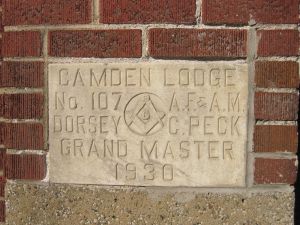 CAMDEN LODGE
No. 107 A.F.&A.M.
DORSEY C. PECK
GRAND MASTER
1930